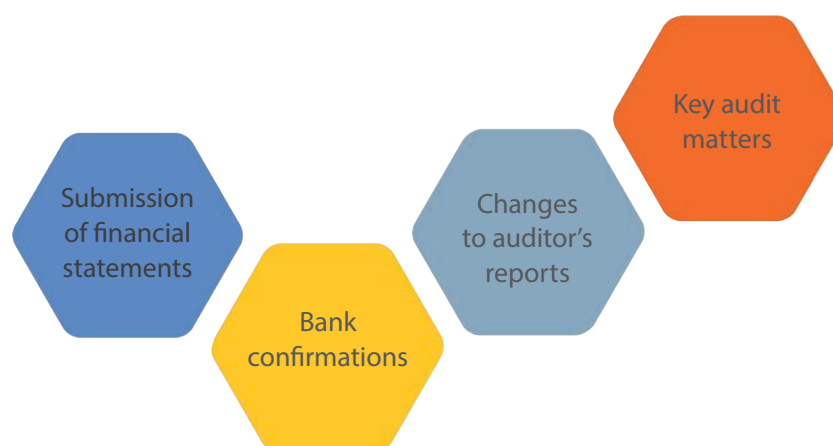 Submission
of financial
statements
Bank
confirmations
Changes
to auditor’s
reports
Key audit
matters